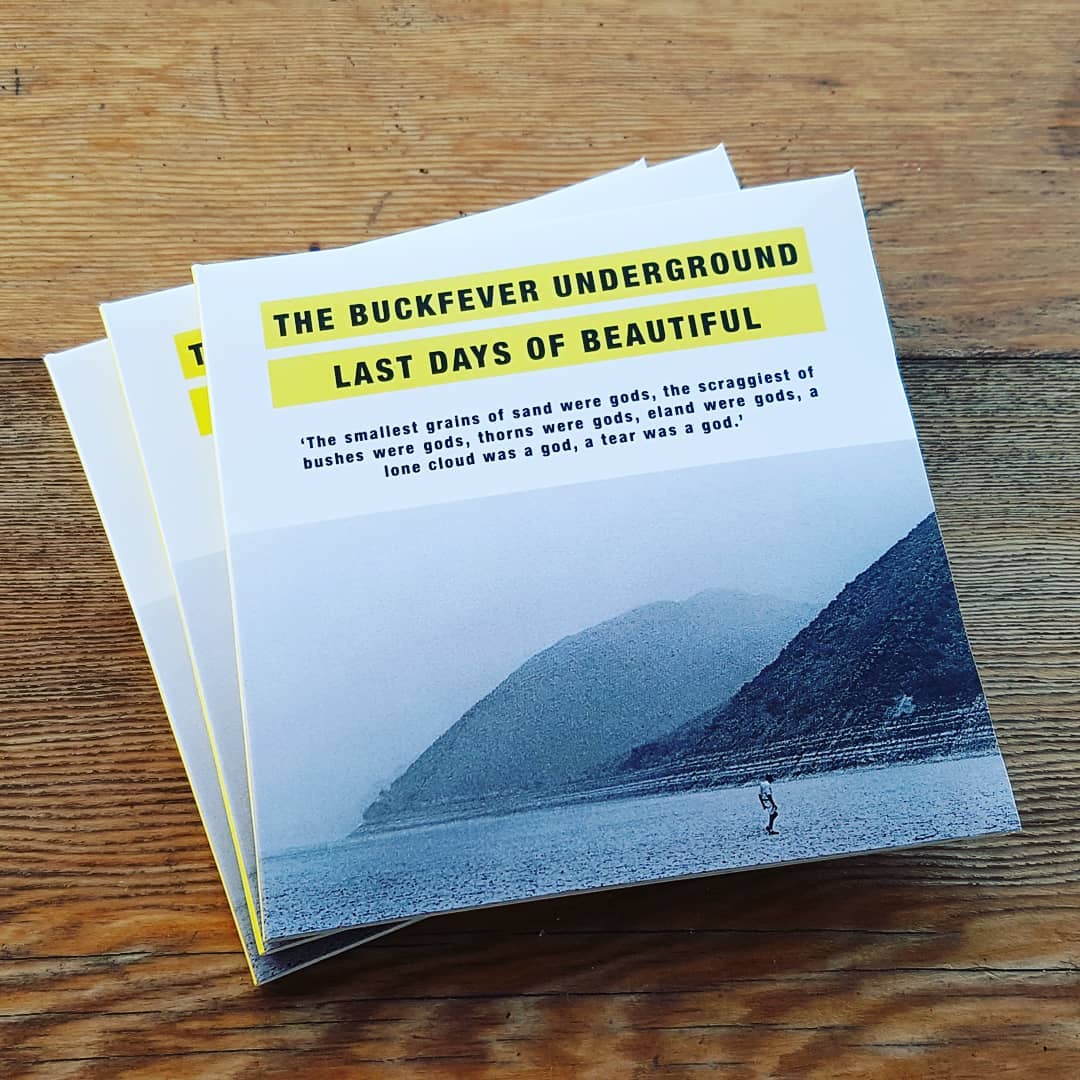 THE BUCKFEVER UNDERGROUND
LAST DAYS OF BEAUTIFUL
‘The smallest grains of sand were gods, the scraggiest of
bushes were gods, thorns were gods, eland were gods, a
lone cloud was a god, a tear was a god.’
T